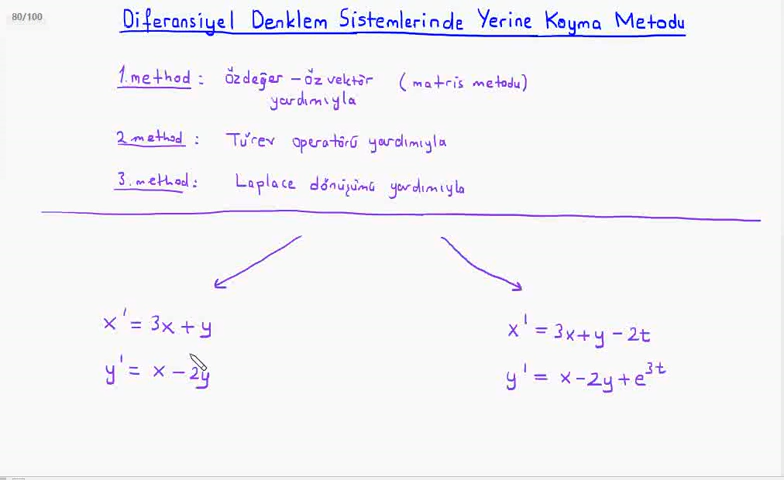 80/100
Diferansiyel Denklem Sistemlerinde Yerine Koyma Metodu
1.method: özdeğer - özvektör (matris metodu)
yardımıyla
2.method: Türev operatörü yardımıyla
3.method: Laplace dönüşümü yardımıyla
x' = 3x + y
y' = x - 2y
x' = 3x+y - 2t
y' = x-2y + e^3t